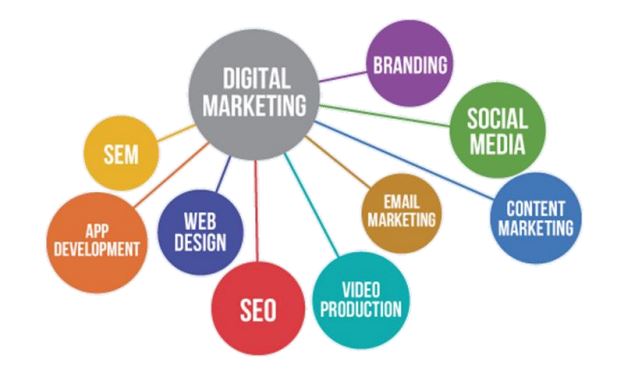 DIGITAL
MARKETING
BRANDING
SOCIAL
MEDIA
SEM
CONTENT
MARKETING
EMAIL
MARKETING
WEB
DESIGN
APP
DEVELOPMENT
SEO
VIDEO
PRODUCTION